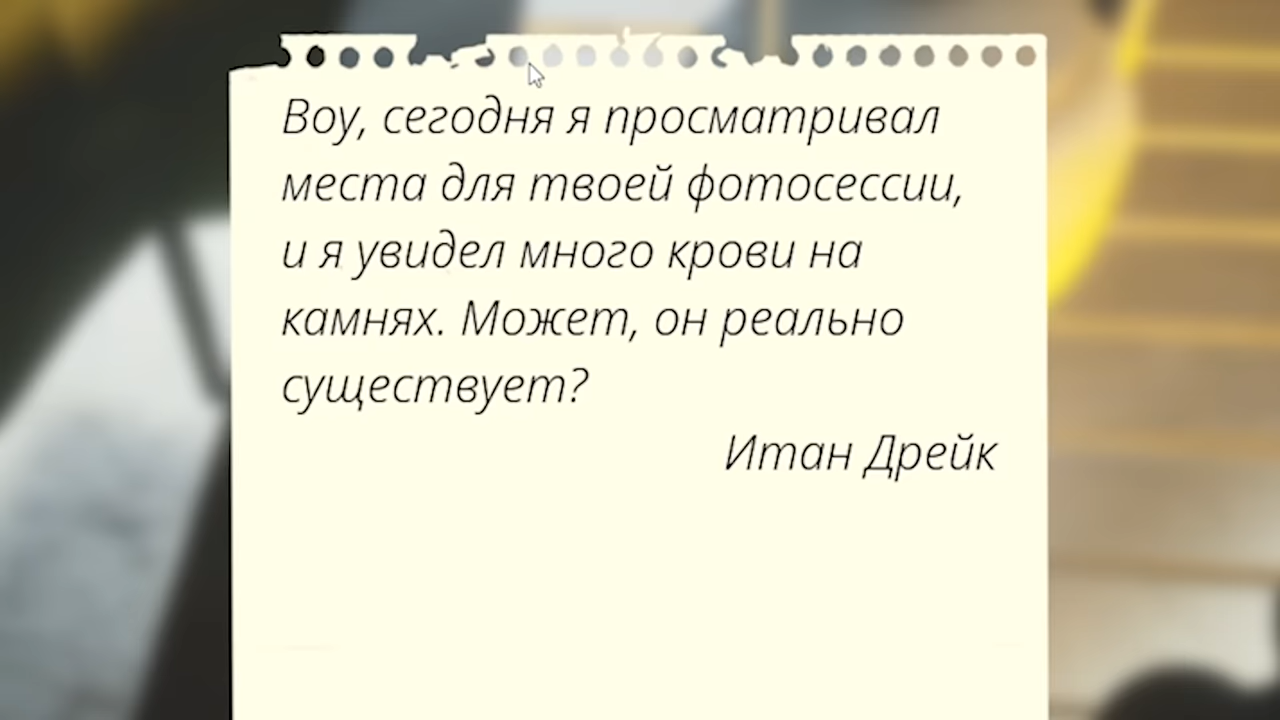 Воу, сегодня я просматривал
места для твоей фотосессии,
и я увидел много крови на
камнях. Может, он реально
существует?
Итан Дрейк